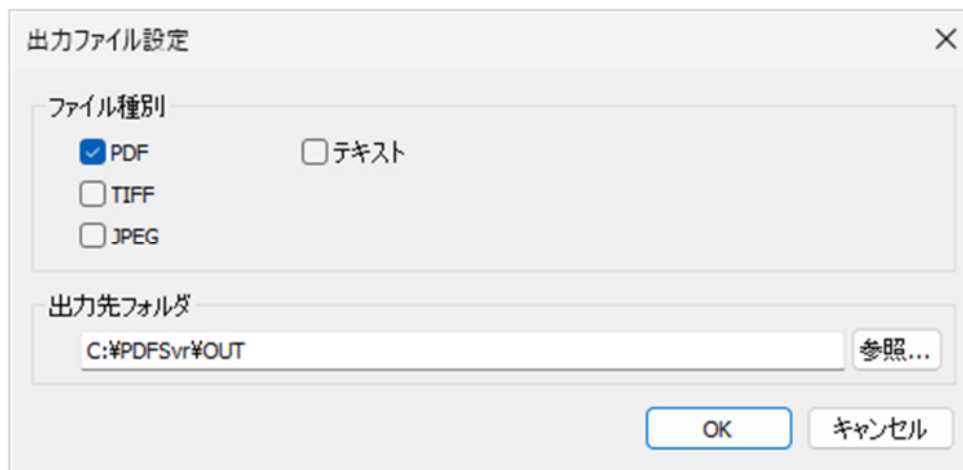 出力ファイル設定
ファイル種別
PDF テキスト
TIFF
JPEG
出力先フォルダ
C:¥PDFSvr¥OUT 参照...
OK キャンセル